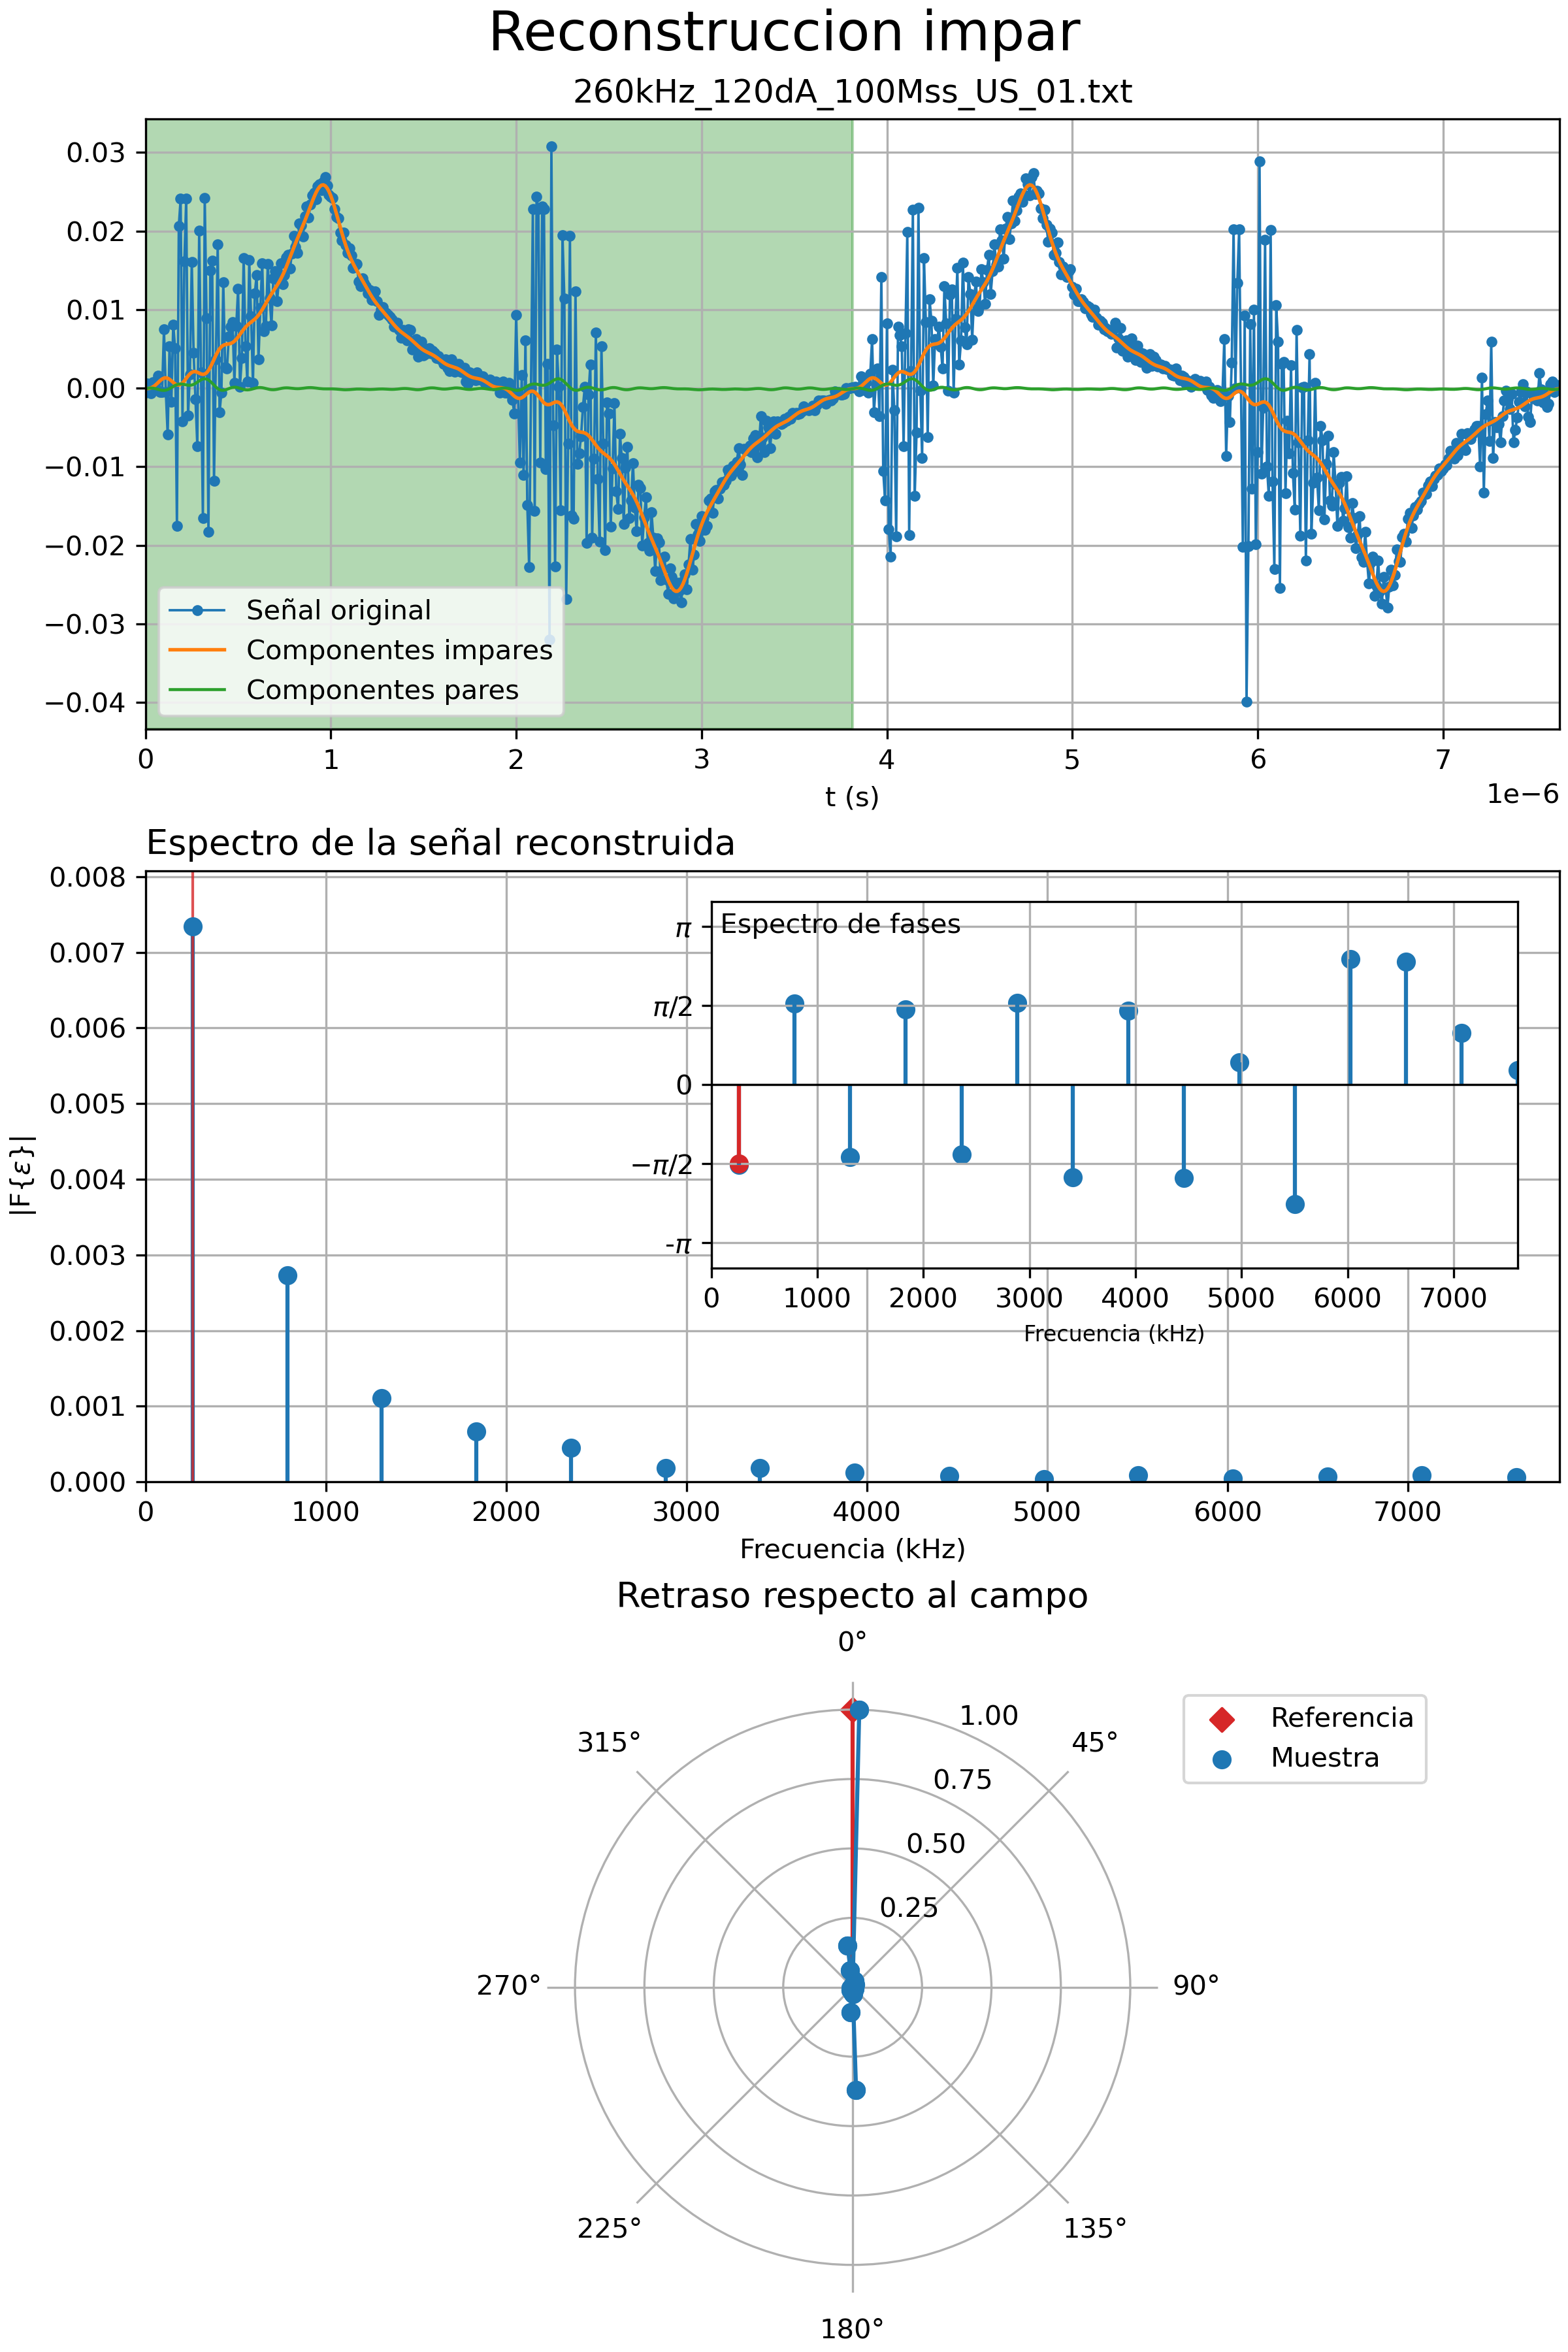 Reconstruccion impar
260kHz_120dA_100Mss_US_01.txt
0.03
0.02
0.01
0.00
−0.01
−0.02
−0.03
−0.04
Señal original
Componentes impares
Componentes pares
0 1 2 3 4 5 6 7
t (s)
1e−6
Espectro de la señal reconstruida
0.008
0.007
0.006
0.005
0.004
0.003
0.002
0.001
0.000
|F{ε}|
Espectro de fases
π
π/2
0
−π/2
-π
0 1000 2000 3000 4000 5000 6000 7000
Frecuencia (kHz)
0 1000 2000 3000 4000 5000 6000 7000
Frecuencia (kHz)
Retraso respecto al campo
0°
45°
90°
135°
180°
225°
270°
315°
1.00
0.75
0.50
0.25
Referencia
Muestra